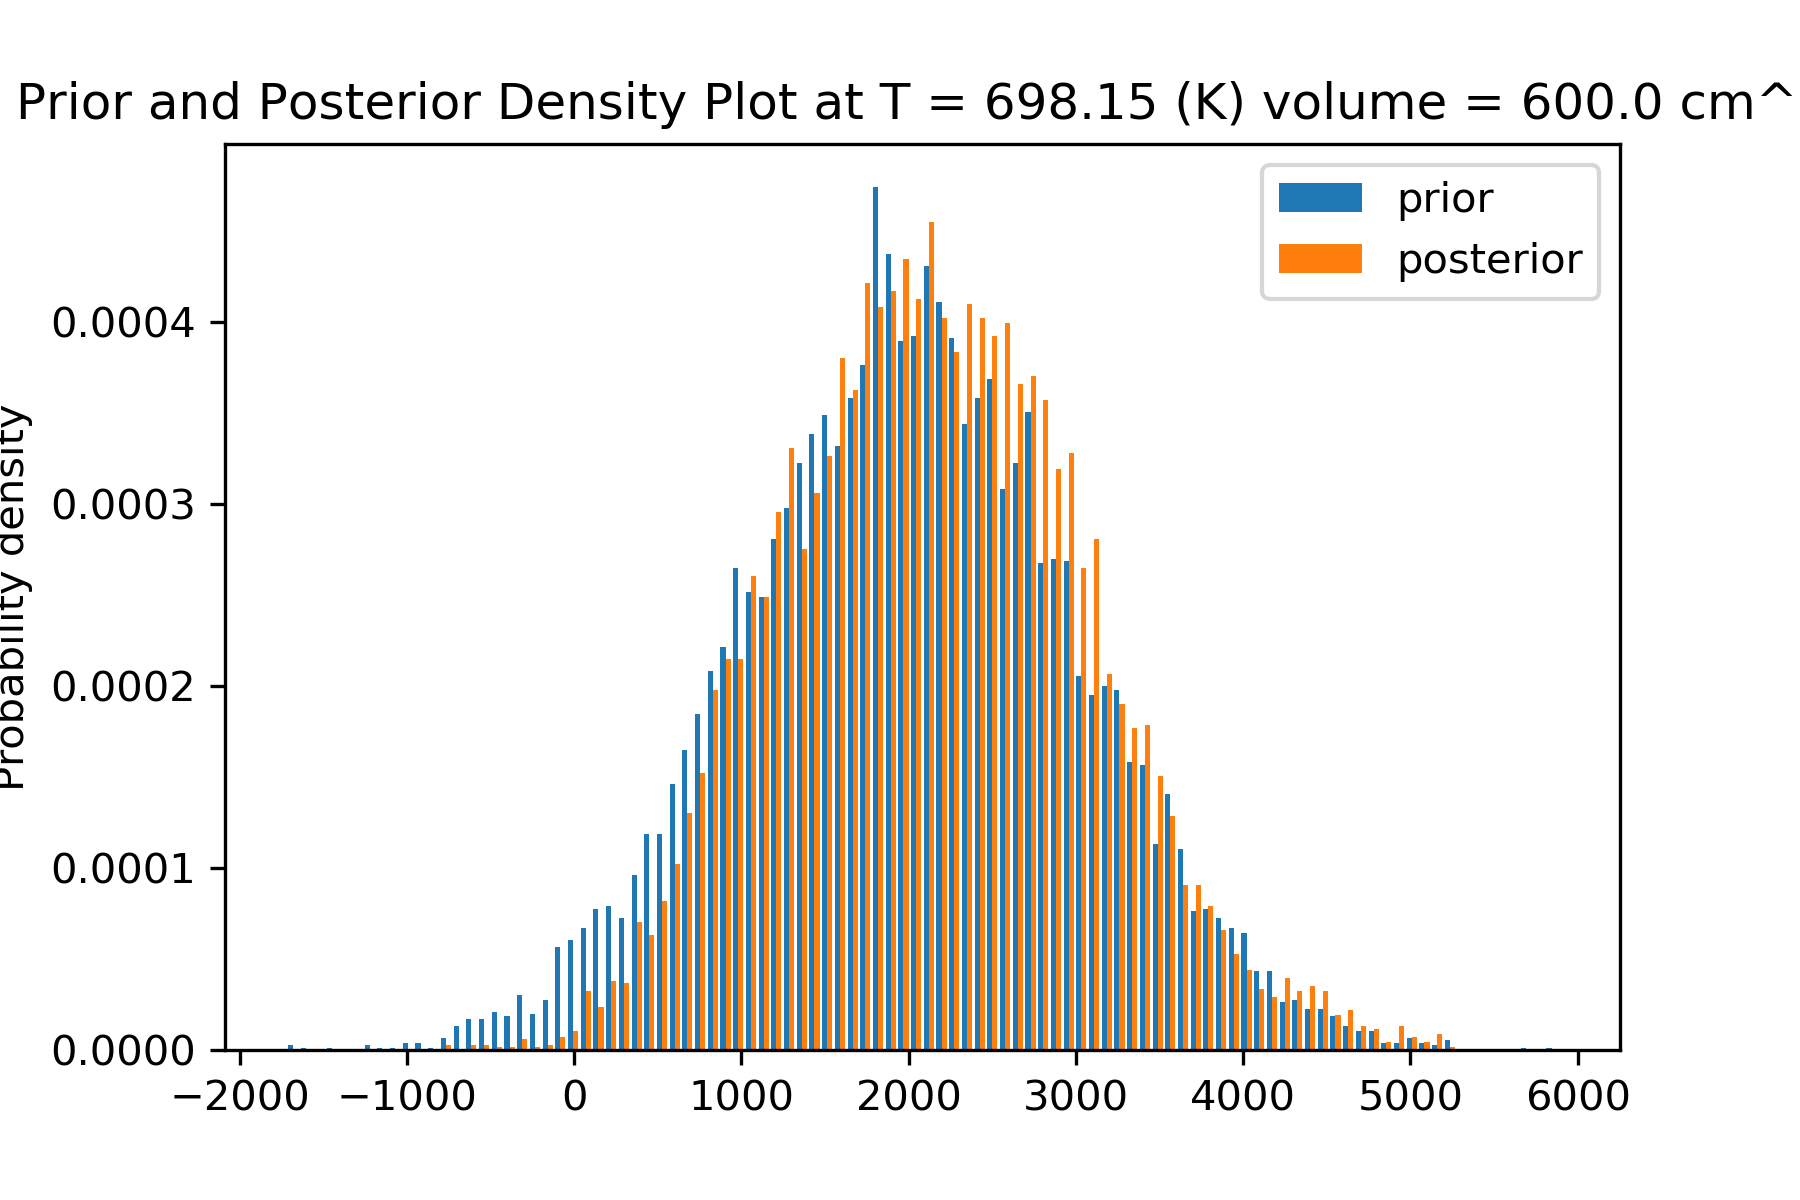 Prior and Posterior Density Plot at T = 698.15 (K) volume = 600.0 cm^
prior
posterior
Probability density
0.0004
0.0003
0.0002
0.0001
0.0000
−2000 −1000 0 1000 2000 3000 4000 5000 6000